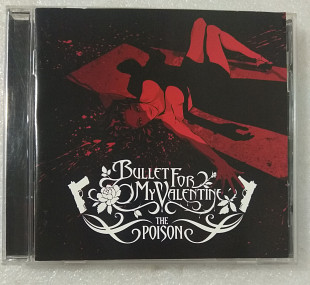 BULLET FOR
MY VALENTINE
THE
POISON